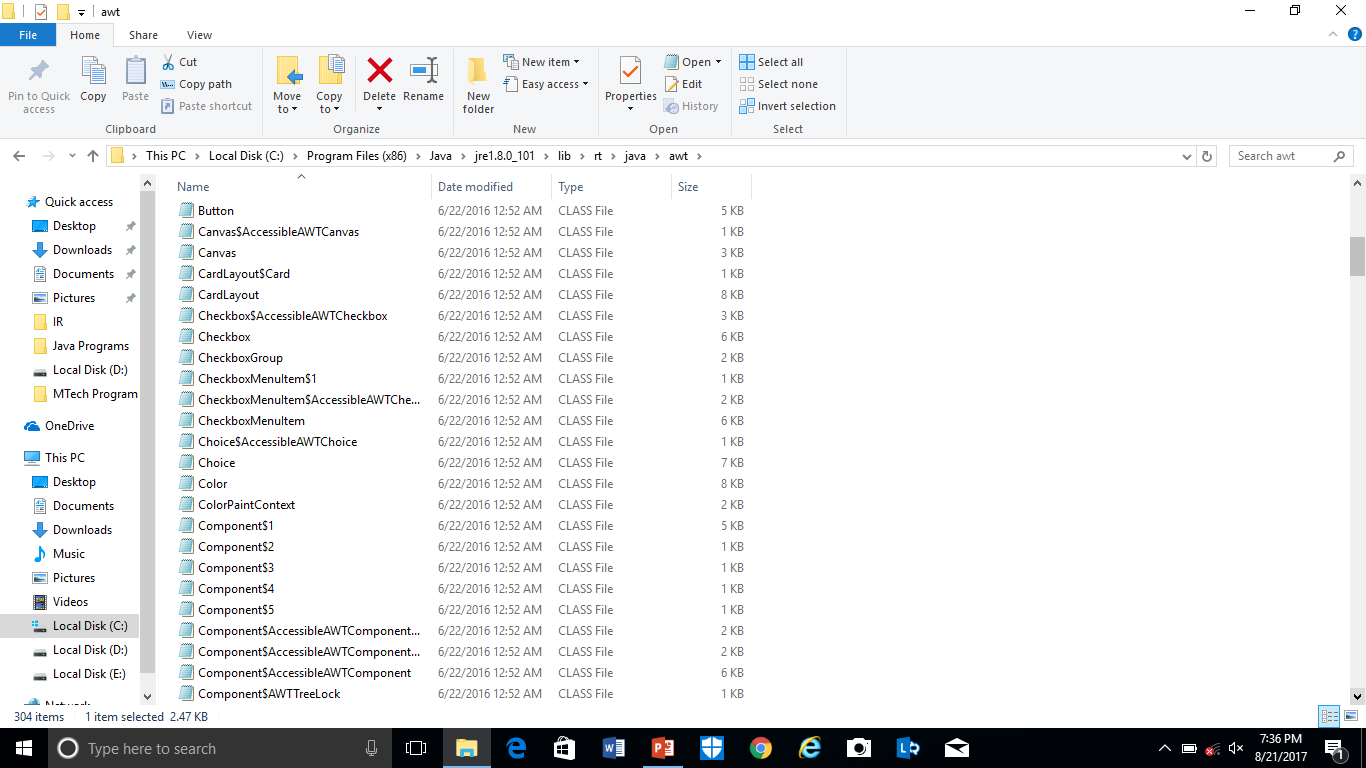 awt
File Home Share View
Pin to Quick access
Copy
Paste
Cut
Copy path
Paste shortcut
Clipboard
Move to
Copy to
Delete
Rename
Organize
New folder
New item
Easy access
New
Properties
Open
Edit
History
Open
Select all
Select none
Invert selection
Select
This PC > Local Disk (C:) > Program Files (x86) > Java > jre1.8.0_101 > lib > rt > java > awt >
Search awt
Quick access
Desktop
Downloads
Documents
Pictures
IR
Java Programs
Local Disk (D:)
MTech Program
OneDrive
This PC
Desktop
Documents
Downloads
Music
Pictures
Videos
Local Disk (C:)
Local Disk (D:)
Local Disk (E:)
Network
Name Date modified Type Size
Button 6/22/2016 12:52 AM CLASS File 5 KB
Canvas$AccessibleAWTCanvas 6/22/2016 12:52 AM CLASS File 1 KB
Canvas 6/22/2016 12:52 AM CLASS File 3 KB
CardLayout$Card 6/22/2016 12:52 AM CLASS File 1 KB
CardLayout 6/22/2016 12:52 AM CLASS File 8 KB
Checkbox$AccessibleAWTCheckbox 6/22/2016 12:52 AM CLASS File 3 KB
Checkbox 6/22/2016 12:52 AM CLASS File 6 KB
CheckboxGroup 6/22/2016 12:52 AM CLASS File 2 KB
CheckboxMenuItem$1 6/22/2016 12:52 AM CLASS File 1 KB
CheckboxMenuItem$AccessibleAWTChe... 6/22/2016 12:52 AM CLASS File 2 KB
CheckboxMenuItem 6/22/2016 12:52 AM CLASS File 6 KB
Choice$AccessibleAWTChoice 6/22/2016 12:52 AM CLASS File 1 KB
Choice 6/22/2016 12:52 AM CLASS File 7 KB
Color 6/22/2016 12:52 AM CLASS File 8 KB
ColorPaintContext 6/22/2016 12:52 AM CLASS File 2 KB
Component$1 6/22/2016 12:52 AM CLASS File 5 KB
Component$2 6/22/2016 12:52 AM CLASS File 1 KB
Component$3 6/22/2016 12:52 AM CLASS File 1 KB
Component$4 6/22/2016 12:52 AM CLASS File 1 KB
Component$5 6/22/2016 12:52 AM CLASS File 1 KB
Component$AccessibleAWTComponent... 6/22/2016 12:52 AM CLASS File 2 KB
Component$AccessibleAWTComponent... 6/22/2016 12:52 AM CLASS File 2 KB
Component$AccessibleAWTComponent 6/22/2016 12:52 AM CLASS File 6 KB
Component$AWTTreeLock 6/22/2016 12:52 AM CLASS File 1 KB
304 items 1 item selected 2.47 KB
Type here to search
7:36 PM
8/21/2017
1